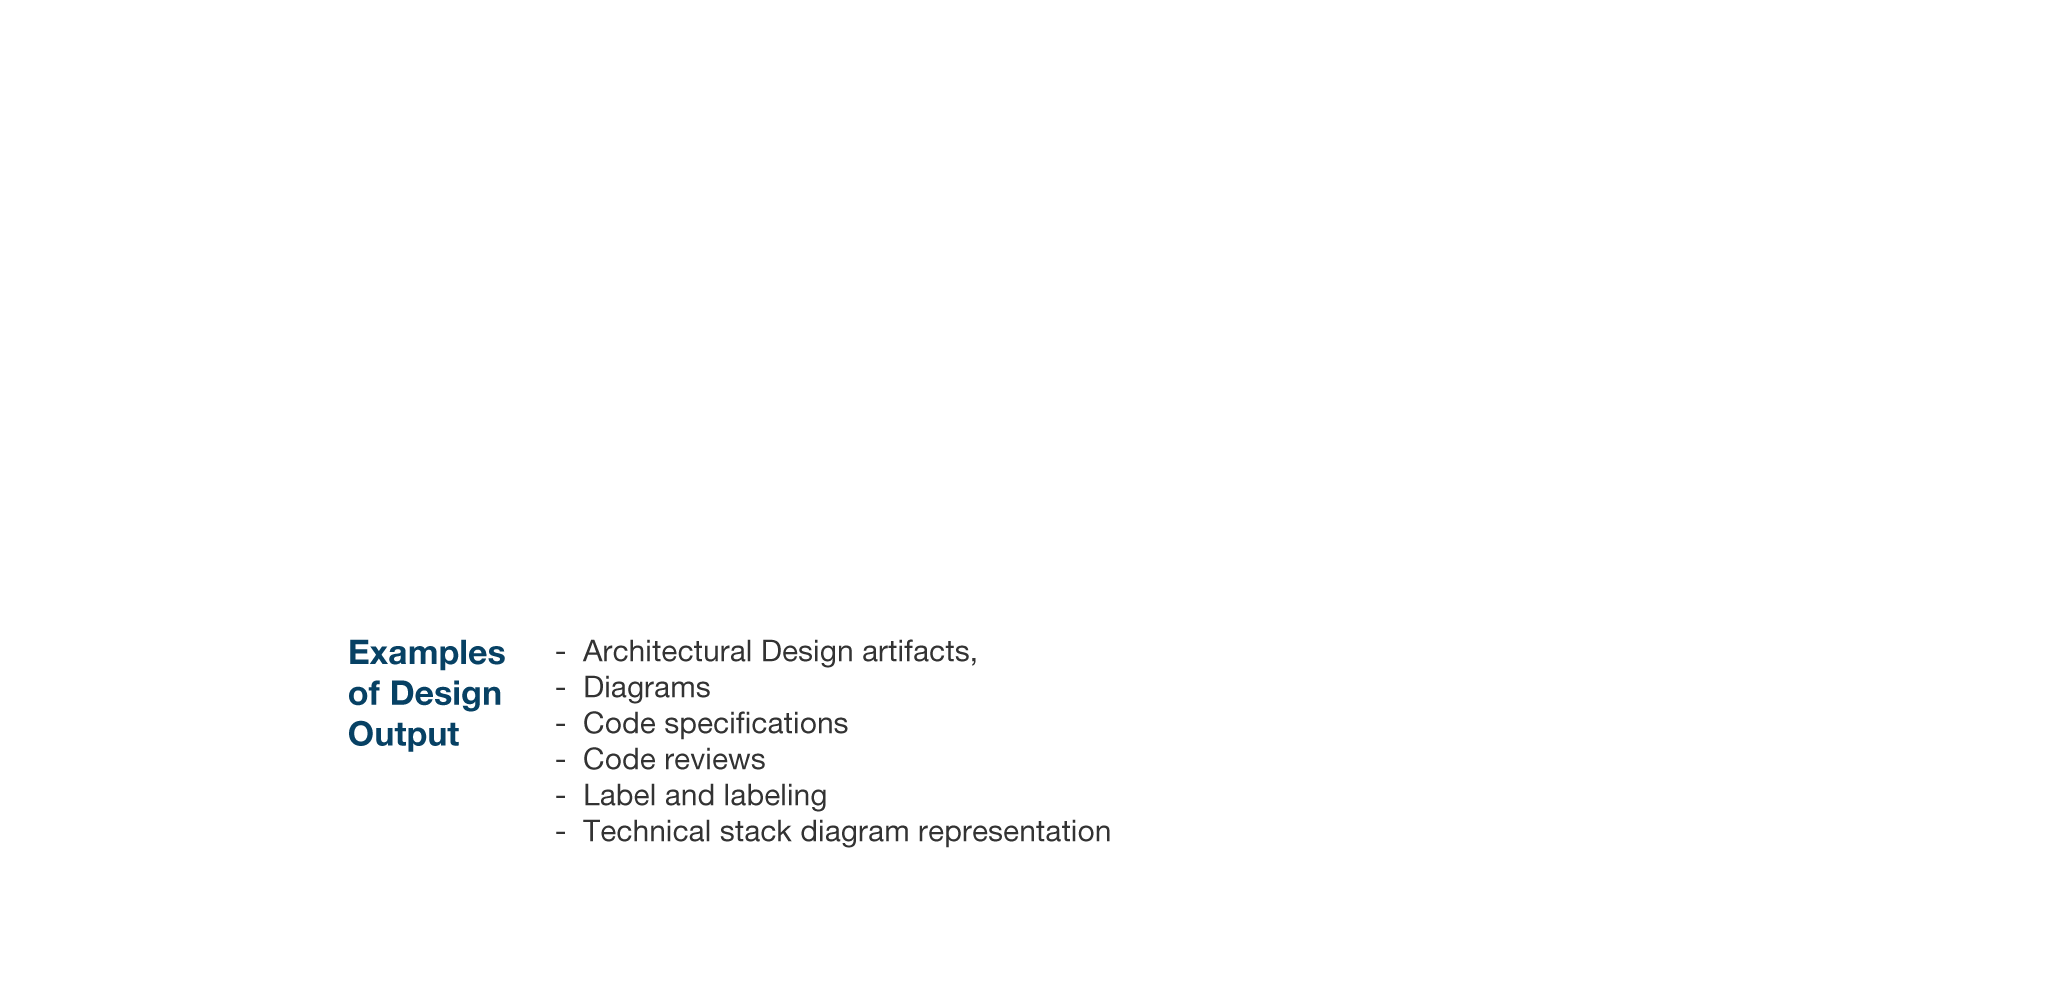 Examples
of Design
Output
- Architectural Design artifacts,
- Diagrams
- Code specifications
- Code reviews
- Label and labeling
- Technical stack diagram representation